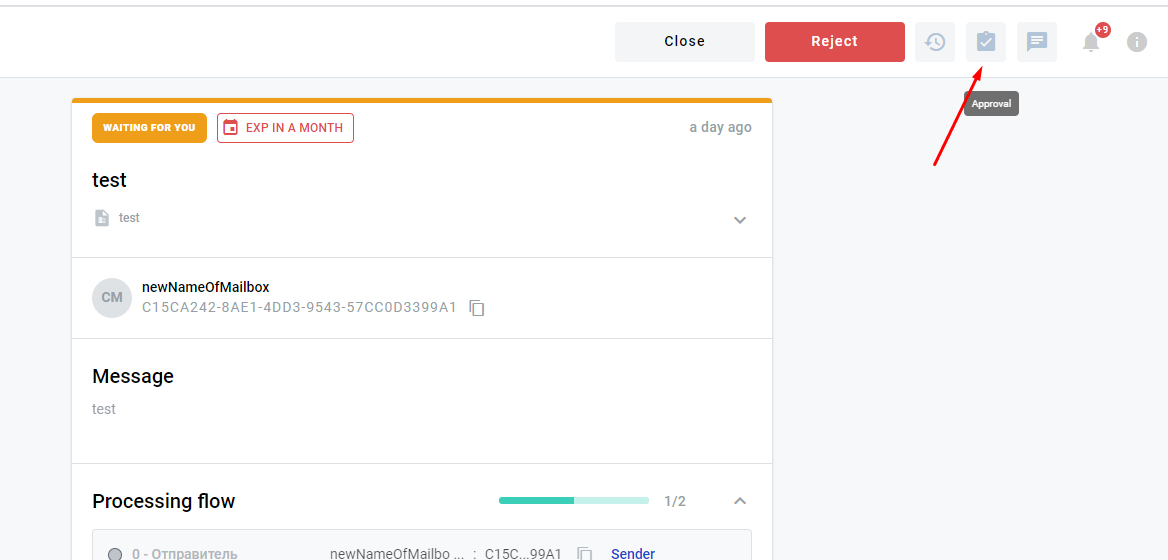 Close
Reject
+9
Approval
WAITING FOR YOU
EXP IN A MONTH
a day ago
test
test
CM
newNameOfMailbox
C15CA242-8AE1-4DD3-9543-57CC0D3399A1
Message
test
Processing flow
1/2
0 - Отправитель newNameOfMailbo ... : C15C...99A1 Sender